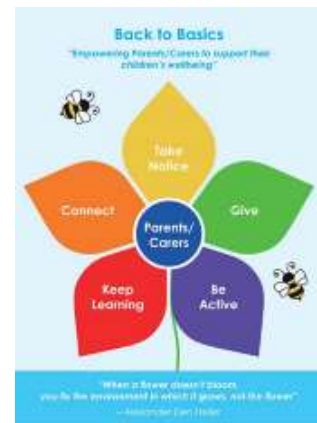 Back to Basics
"Empowering Parents/Carers to support their
children's wellbeing"
Take
Notice
Connect
Give
Parents/
Carers
Keep
Learning
Be
Active
"When a flower doesn't bloom
you fix the environment in which it grows, not the flower"
– Alexander Den Heijer